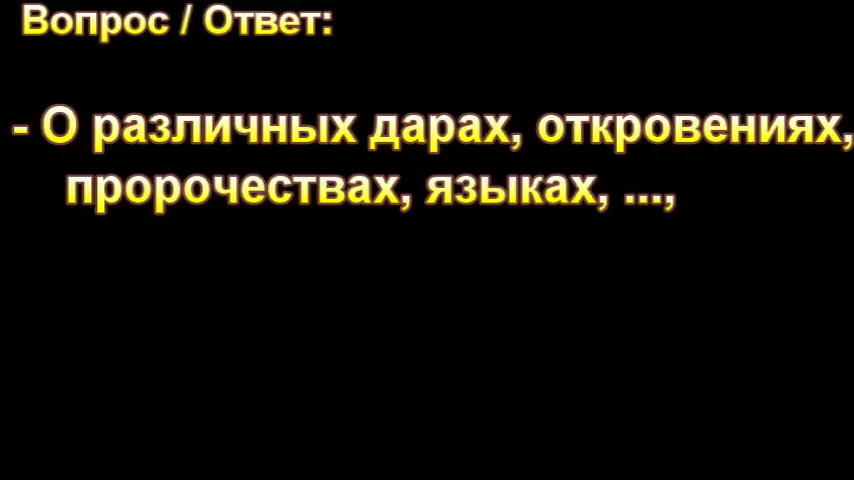 Вопрос / Ответ:
- О различных дарах, откровениях,
пророчествах, языках, ...,